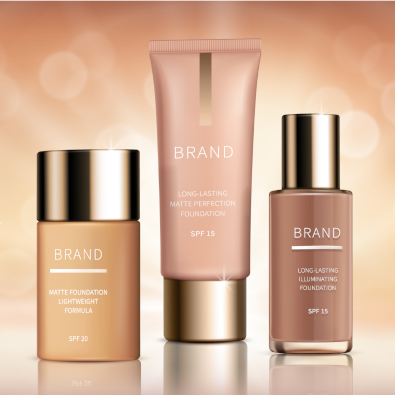 BRAND
MATTE FOUNDATION
LIGHTWEIGHT
FORMULA
SPF 20
BRAND
LONG-LASTING
MATTE PERFECTION
FOUNDATION
SPF 15
BRAND
LONG-LASTING
ILLUMINATING
FOUNDATION
SPF 15